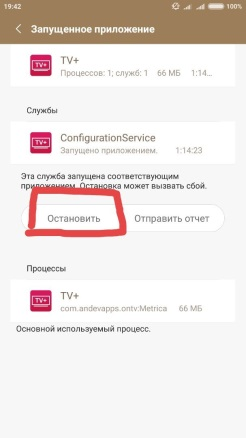 19:42
100%
Запущенное приложение
TV+
TV+
Процессов: 1; служб: 1 66 МБ 1:14...
Службы
TV+
ConfigurationService
Запущено приложением. 1:14:23
Эта служба запущена соответствующим
приложением. Остановка может вызвать сбой.
Остановить Отправить отчет
Процессы
TV+
TV+
com.andevapps.ontv:Metrica 66 МБ
Основной используемый процесс.